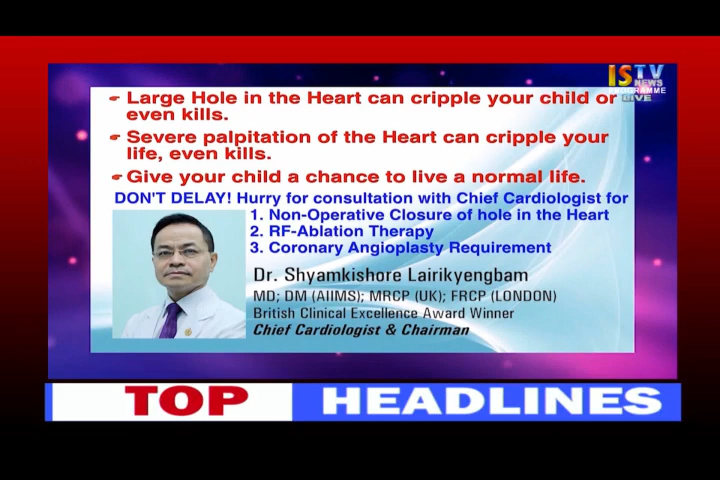 ISTV
NEWS
PROGRAMME
LIVE
Large Hole in the Heart can cripple your child or
even kills.
Severe palpitation of the Heart can cripple your
life, even kills.
Give your child a chance to live a normal life.
DON'T DELAY! Hurry for consultation with Chief Cardiologist for
1. Non-Operative Closure of hole in the Heart
2. RF-Ablation Therapy
3. Coronary Angioplasty Requirement
Dr. Shyamkishore Lairikyengbam
MD; DM (AIIMS); MRCP (UK); FRCP (LONDON)
British Clinical Excellence Award Winner
Chief Cardiologist & Chairman
TOP HEADLINES